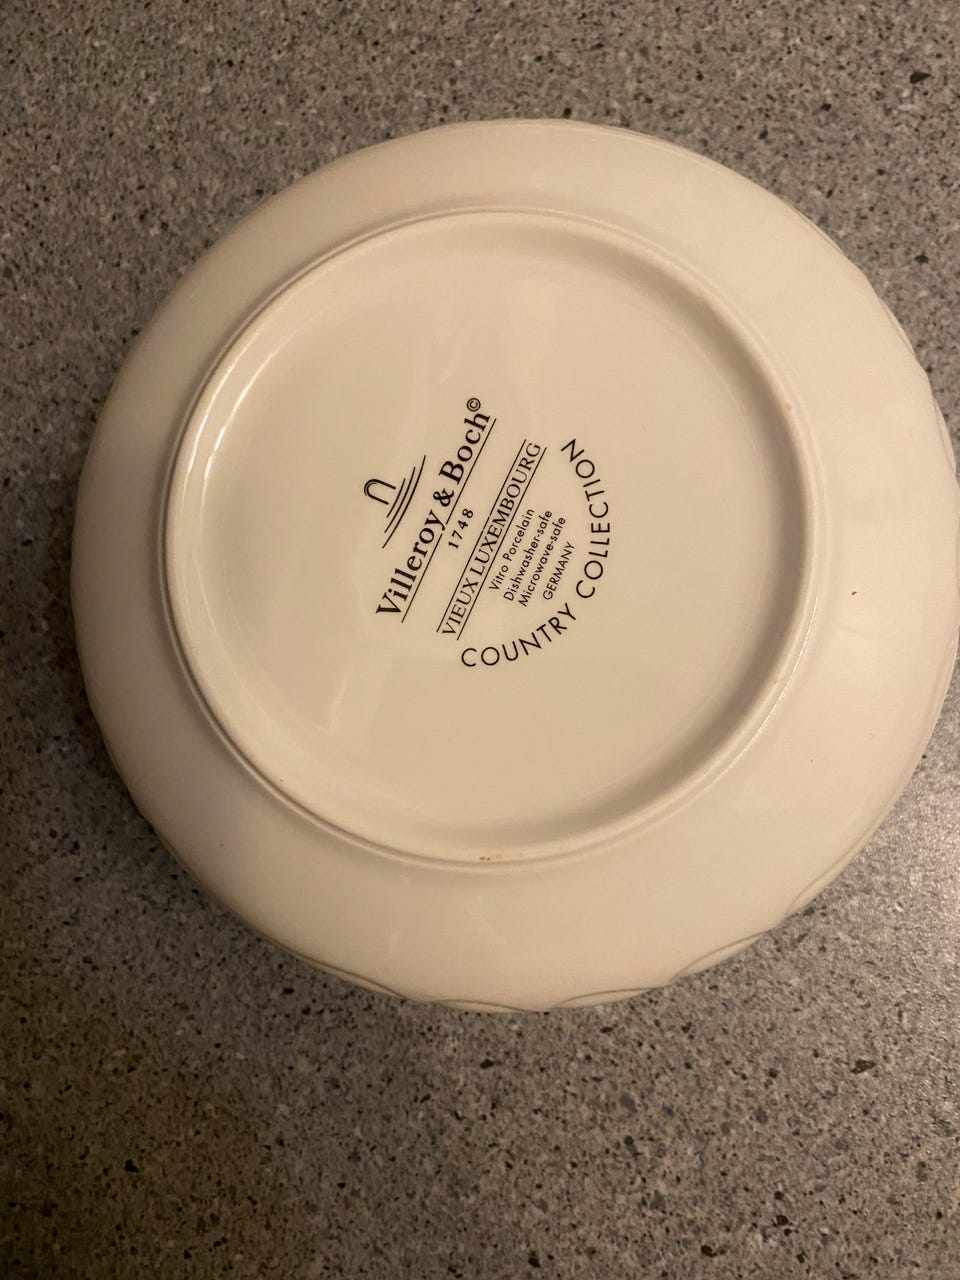 Villeroy & Boch©
1748
VIEUX LUXEMBOURG
Vitro Porcelain
Dishwasher-safe
Microwave-safe
GERMANY
COUNTRY COLLECTION